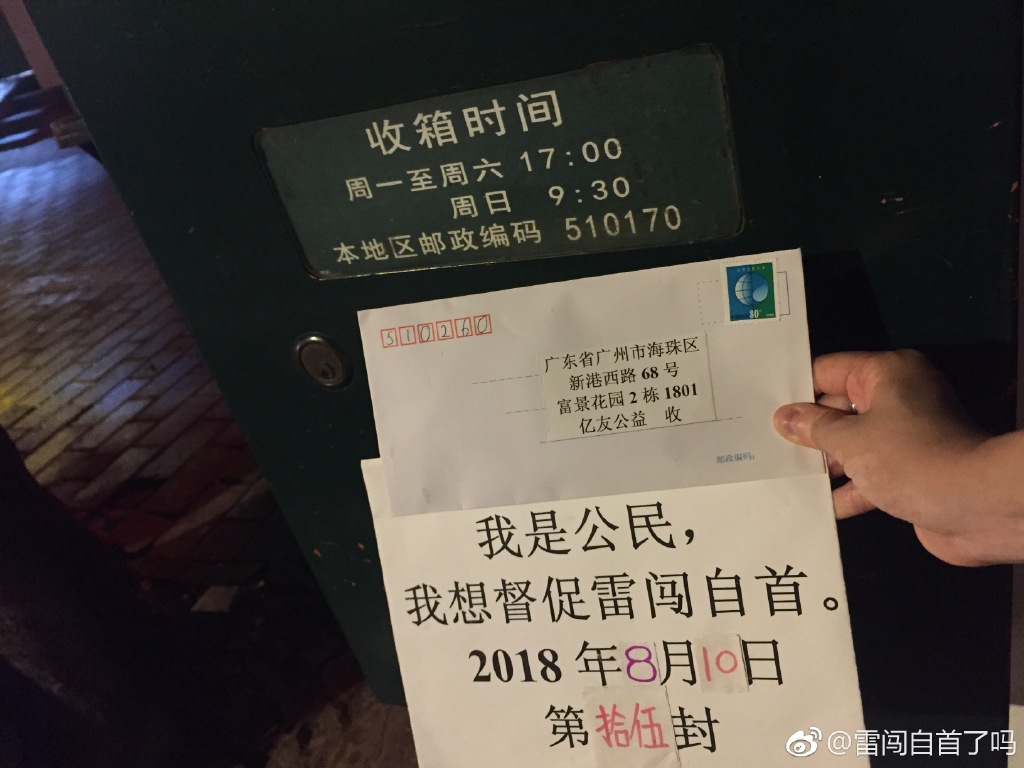 收箱时间
周一至周六 17:00
周日 9:30
本地区邮政编码 510170
510260
80
广东省广州市海珠区
新港西路 68 号
富景花园 2 栋 1801
亿友公益 收
邮政编码:
我是公民，
我想督促雷闯自首。
2018 年8月10日
第拾伍封
@雷闯自首了吗